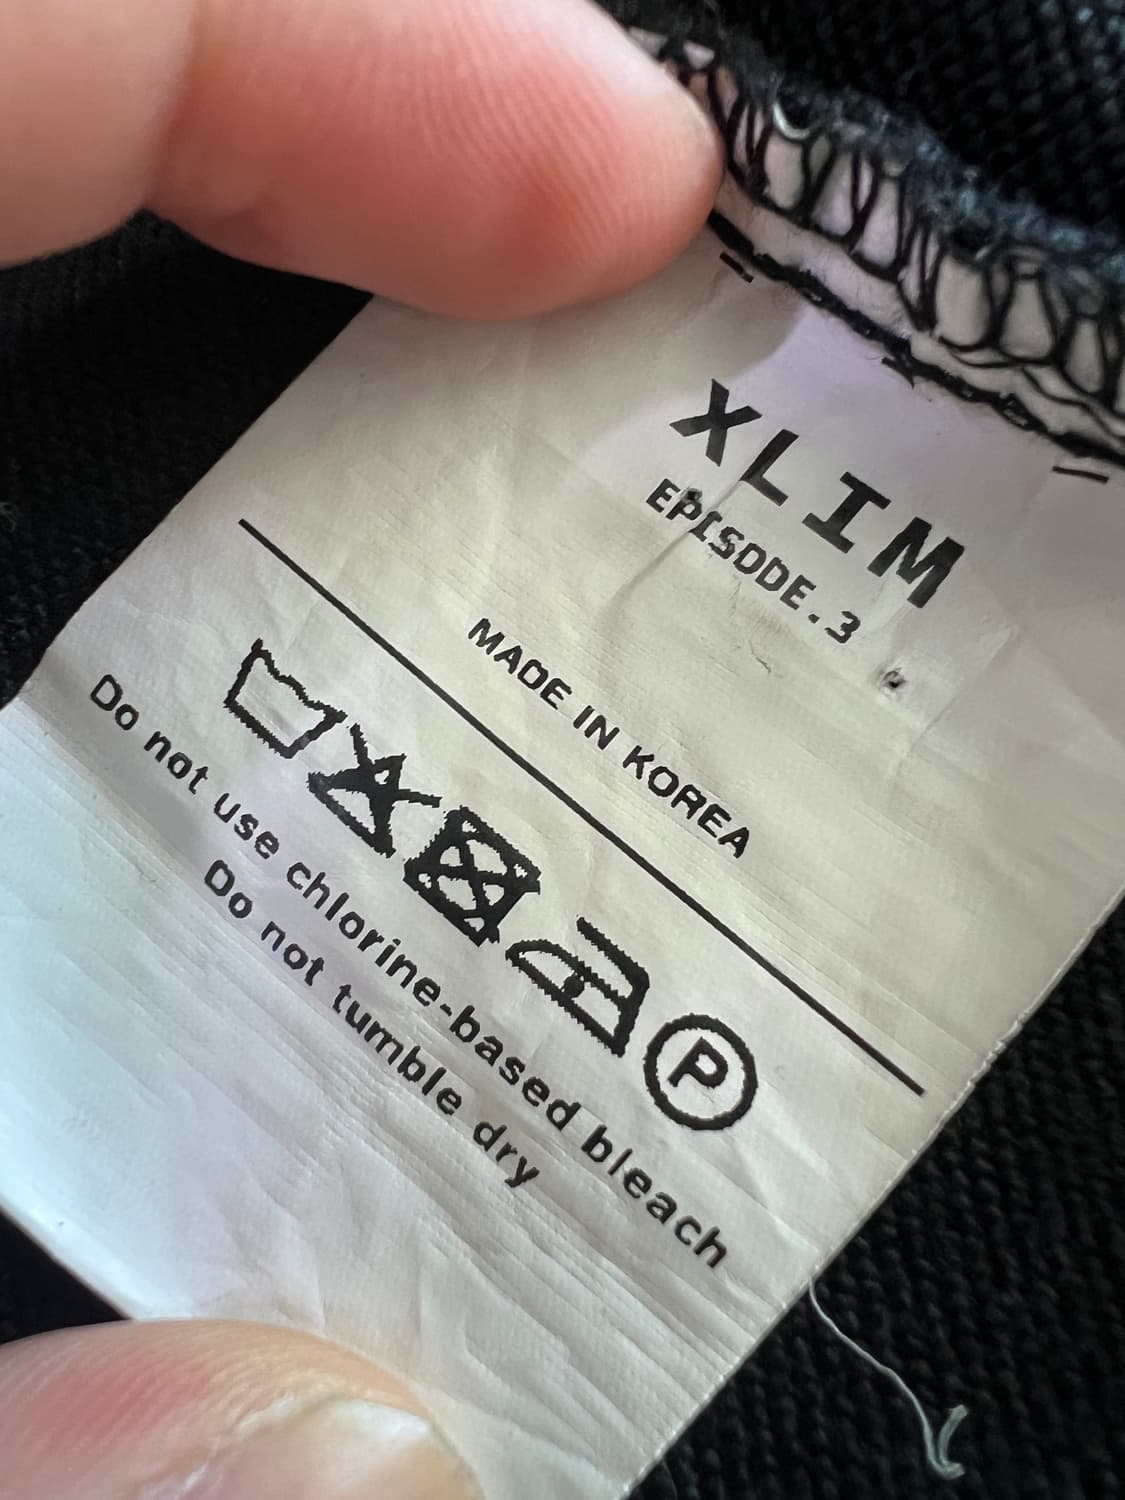 XLIM
EPISODE.3
MADE IN KOREA
P
Do not use chlorine-based bleach
Do not tumble dry